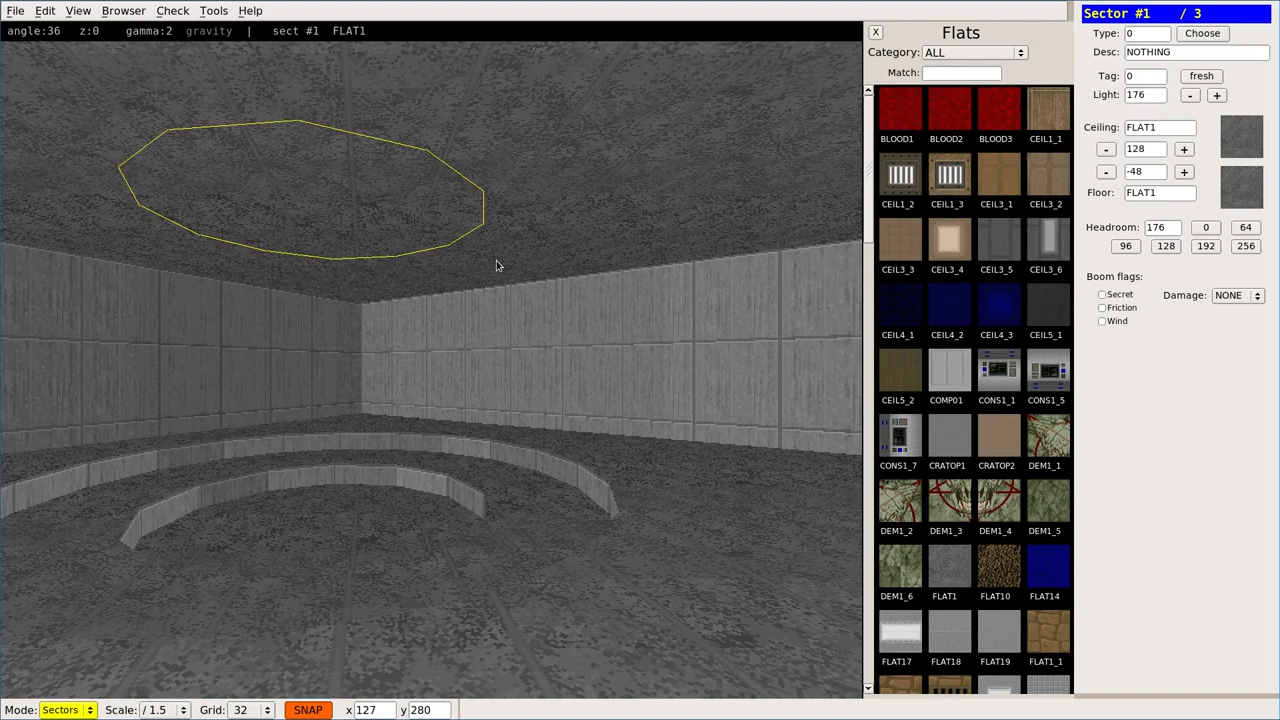 File Edit View Browser Check Tools Help
angle:36 z:0 gamma:2 gravity | sect #1 FLAT1
X Flats
Category: ALL
Match:
BLOOD1 BLOOD2 BLOOD3 CEIL1_1
CEIL1_2 CEIL1_3 CEIL3_1 CEIL3_2
CEIL3_3 CEIL3_4 CEIL3_5 CEIL3_6
CEIL4_1 CEIL4_2 CEIL4_3 CEIL5_1
CEIL5_2 COMP01 CONS1_1 CONS1_5
CONS1_7 CRATOP1 CRATOP2 DEM1_1
DEM1_2 DEM1_3 DEM1_4 DEM1_5
DEM1_6 FLAT1 FLAT10 FLAT14
FLAT17 FLAT18 FLAT19 FLAT1_1
Sector #1 / 3
Type: 0 Choose
Desc: NOTHING
Tag: 0 fresh
Light: 176 - +
Ceiling: FLAT1
- 128 +
- -48 +
Floor: FLAT1
Headroom: 176 0 64
96 128 192 256
Boom flags:
Secret Damage: NONE
Friction
Wind
Mode: Sectors Scale: / 1.5 Grid: 32 SNAP x 127 y 280